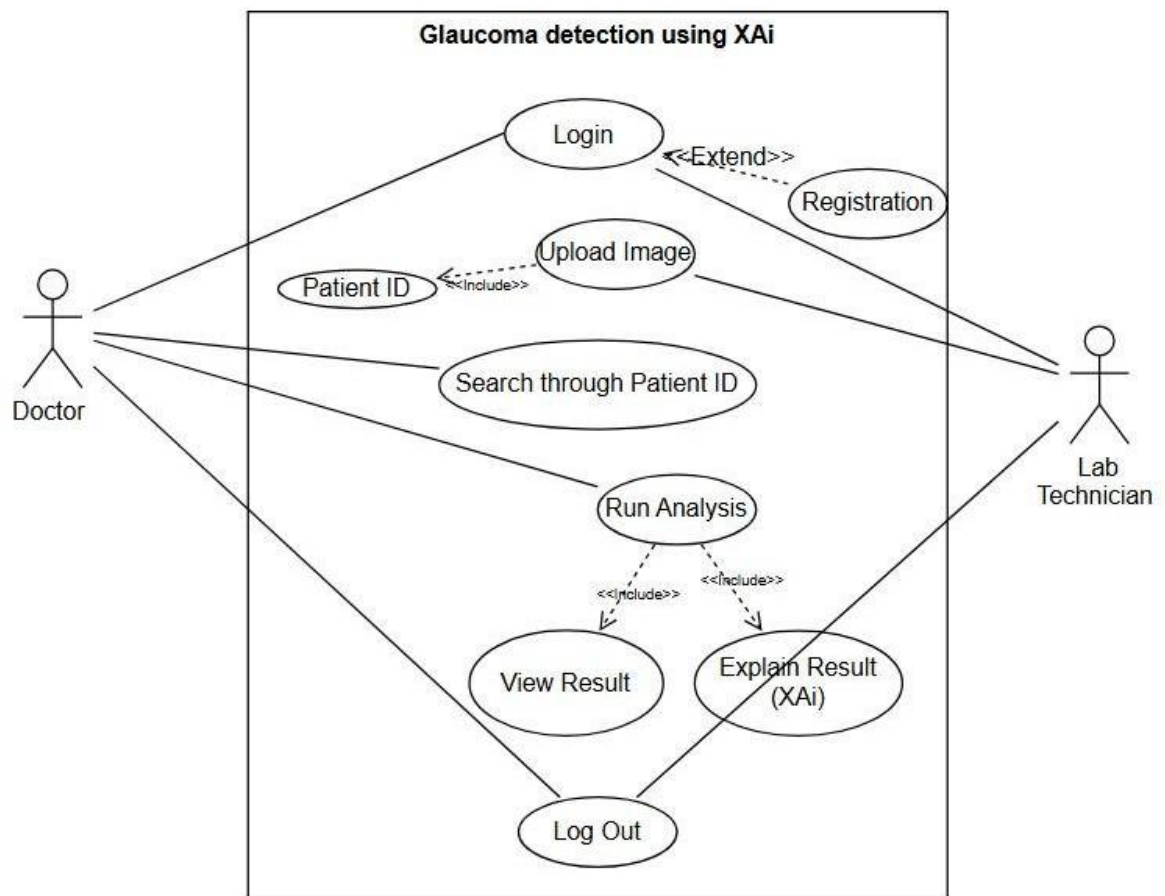 Glaucoma detection using XAi
Login
<<Extend>>
Registration
Upload Image
<<Include>>
Patient ID
Search through Patient ID
Doctor
Lab
Technician
Run Analysis
<<Include>>
<<Include>>
View Result
Explain Result
(XAi)
Log Out